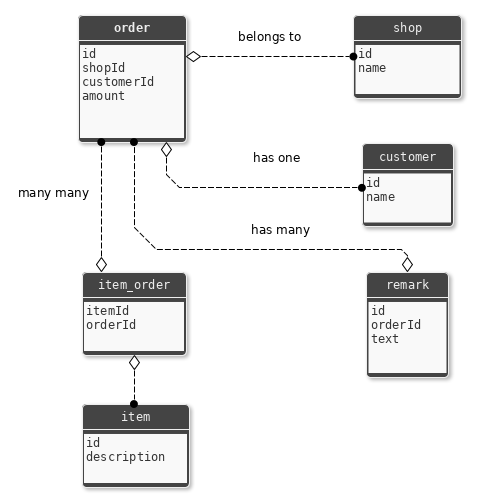 order
id
shopId
customerId
amount
belongs to
shop
id
name
has one
customer
id
name
many many
has many
item_order
itemId
orderId
remark
id
orderId
text
item
id
description